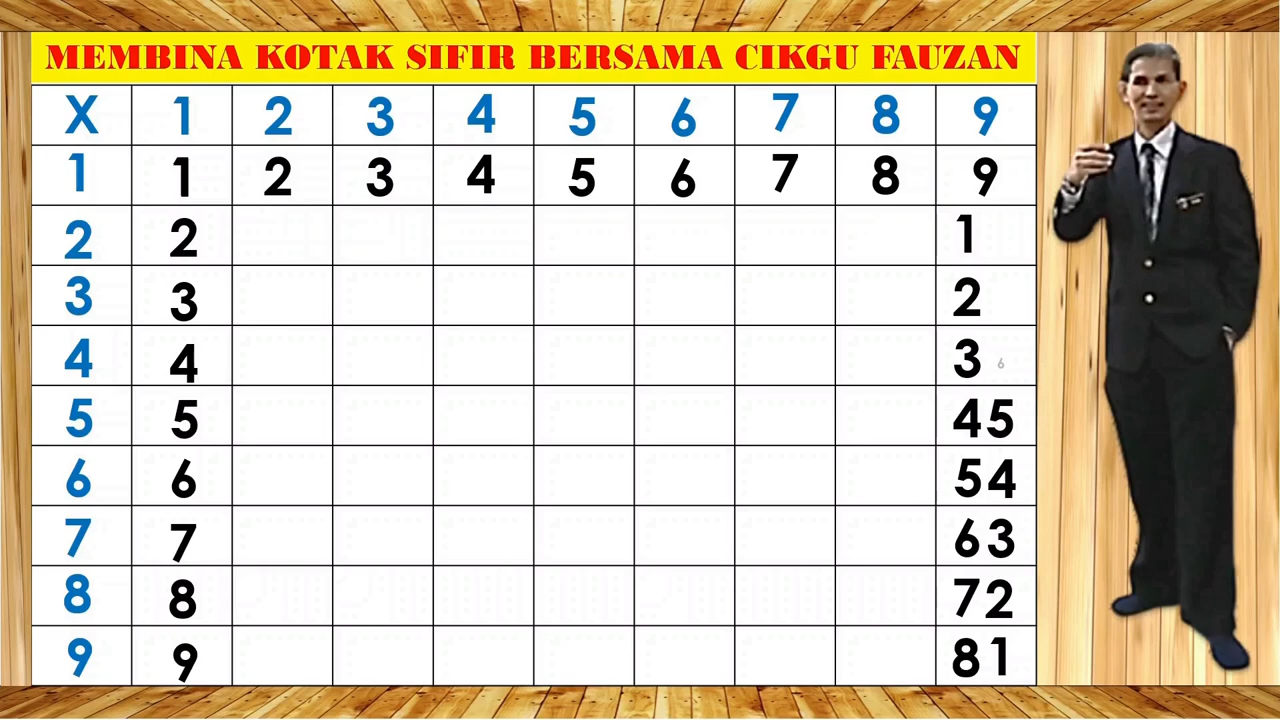 MEMBINA KOTAK SIFIR BERSAMA CIKGU FAUZAN
X 1 2 3 4 5 6 7 8 9
1 1 2 3 4 5 6 7 8 9
2 2 1
3 3 2
4 4 3 6
5 5 45
6 6 54
7 7 63
8 8 72
9 9 81